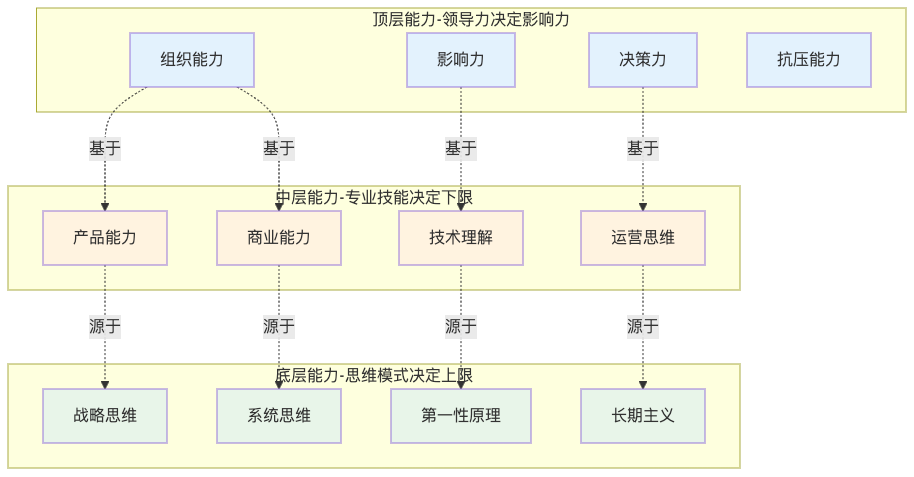 顶层能力-领导力决定影响力
组织能力
影响力
决策力
抗压能力
基于
基于
基于
基于
中层能力-专业技能决定下限
产品能力
商业能力
技术理解
运营思维
源于
源于
源于
源于
底层能力-思维模式决定上限
战略思维
系统思维
第一性原理
长期主义